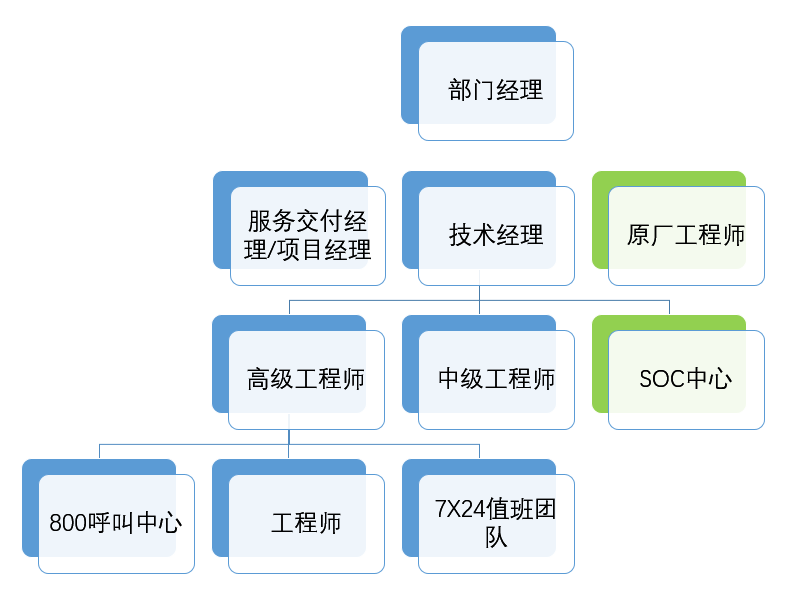 部门经理
服务交付经
理/项目经理
技术经理
原厂工程师
高级工程师
中级工程师
SOC中心
800呼叫中心
工程师
7X24值班团
队